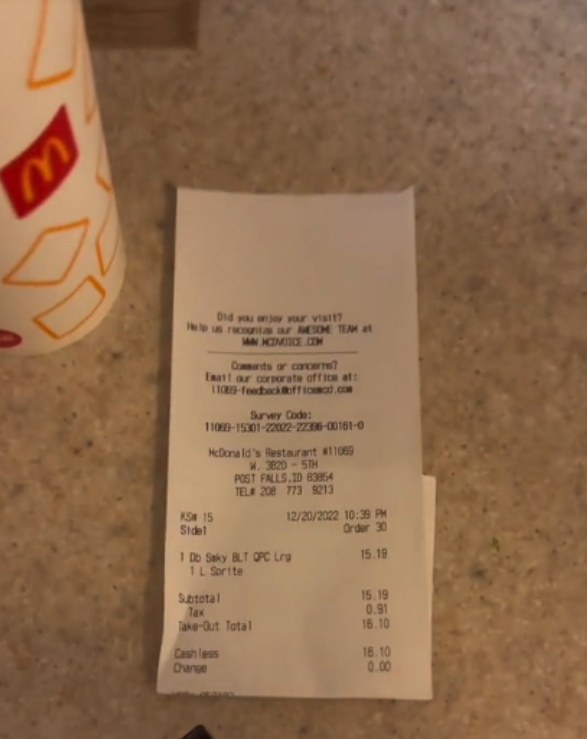 Did you enjoy your visit?
Help us recognize our AWESOME TEAM at
WWW.MCDVOICE.COM
Comments or concerns?
Email our corporate office at:
11069-feedback@officemcd.com
Survey Code:
11069-15301-22022-22396-00161-0
McDonald's Restaurant #11069
W. 3820 - 5TH
POST FALLS,ID 83854
TEL# 208 773 9213
KS# 15 12/20/2022 10:39 PM
Side1 Order 30
1 Db Smky BLT QPC Lrg 15.19
1 L Sprite
Subtotal 15.19
Tax 0.91
Take-Out Total 16.10
Cashless 16.10
Change 0.00